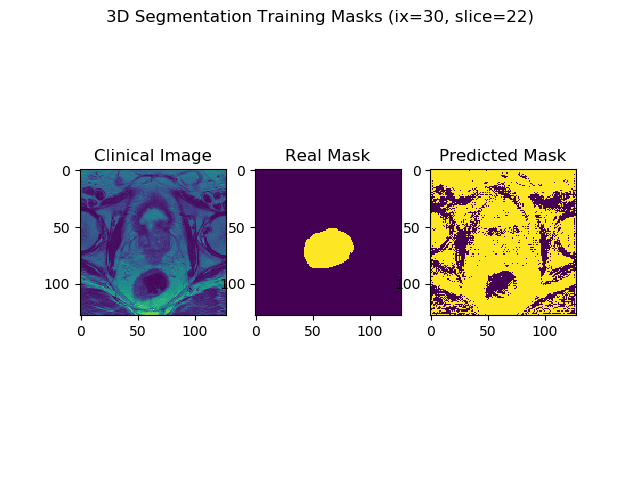 3D Segmentation Training Masks (ix=30, slice=22)
Clinical Image Real Mask Predicted Mask
0 0 0
50 50 50
100 100 100
0 50 100 0 50 100 0 50 100